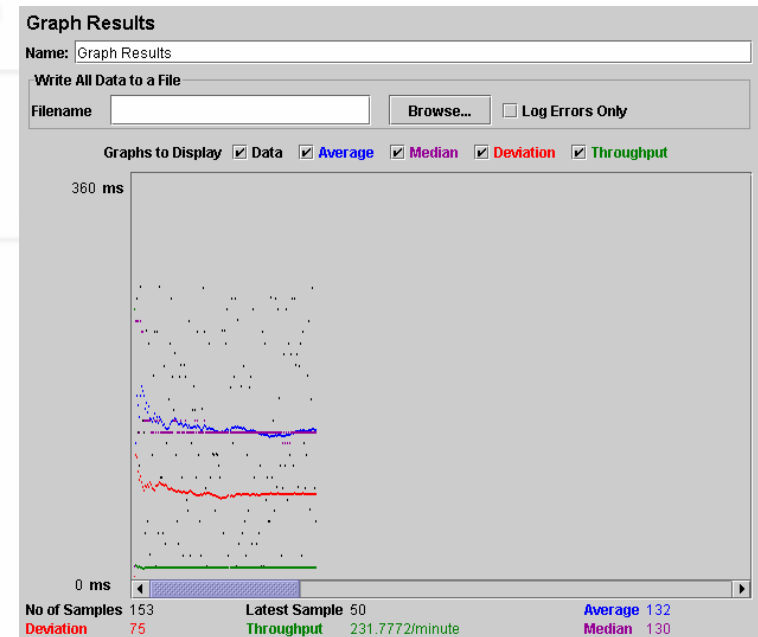 Graph Results
Name: Graph Results
Write All Data to a File
Filename Browse... Log Errors Only
Graphs to Display Data Average Median Deviation Throughput
360 ms
0 ms
No of Samples 153 Latest Sample 50 Average 132
Deviation 75 Throughput 231.7772/minute Median 130